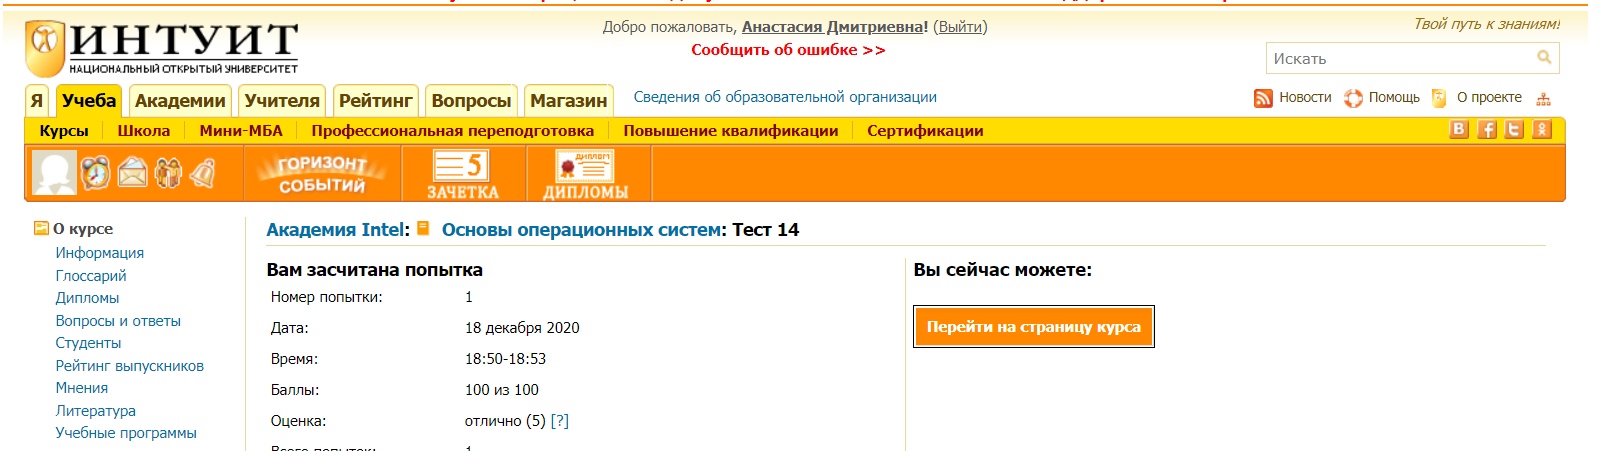 Добро пожаловать, Анастасия Дмитриевна! (Выйти)
Твой путь к знаниям!
ИНТУИТ
НАЦИОНАЛЬНЫЙ ОТКРЫТЫЙ УНИВЕРСИТЕТ
Сообщить об ошибке >>
Искать
Я Учеба Академии Учителя Рейтинг Вопросы Магазин Сведения об образовательной организации Новости Помощь О проекте
Курсы Школа Мини-МБА Профессиональная переподготовка Повышение квалификации Сертификации
ГОРИЗОНТ СОБЫТИЙ
5 ЗАЧЕТКА
ДИПЛОМ ДИПЛОМЫ
О курсе
Информация
Глоссарий
Дипломы
Вопросы и ответы
Студенты
Рейтинг выпускников
Мнения
Литература
Учебные программы
Академия Intel: Основы операционных систем: Тест 14
Вам засчитана попытка
Номер попытки: 1
Дата: 18 декабря 2020
Время: 18:50-18:53
Баллы: 100 из 100
Оценка: отлично (5) [?]
Всего попыток: 1
Вы сейчас можете:
Перейти на страницу курса